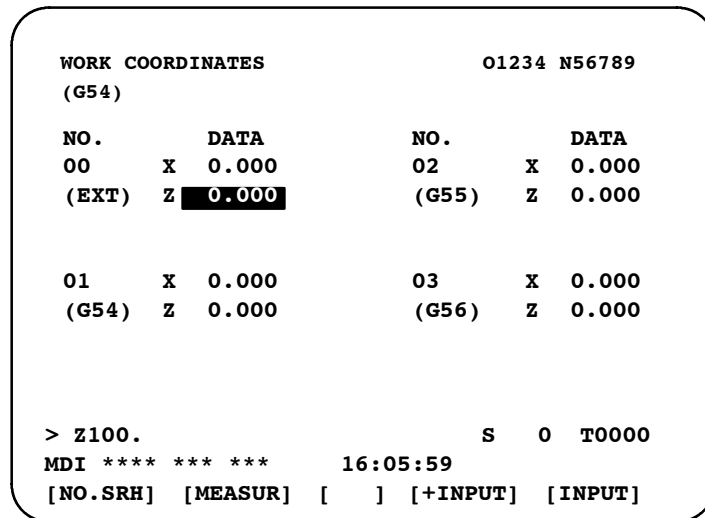 WORK COORDINATES O1234 N56789
(G54)
NO. DATA NO. DATA
00 X 0.000 02 X 0.000
(EXT) Z 0.000 (G55) Z 0.000
01 X 0.000 03 X 0.000
(G54) Z 0.000 (G56) Z 0.000
> Z100. S 0 T0000
MDI **** *** *** 16:05:59
[NO.SRH] [MEASUR] [ ] [+INPUT] [INPUT]